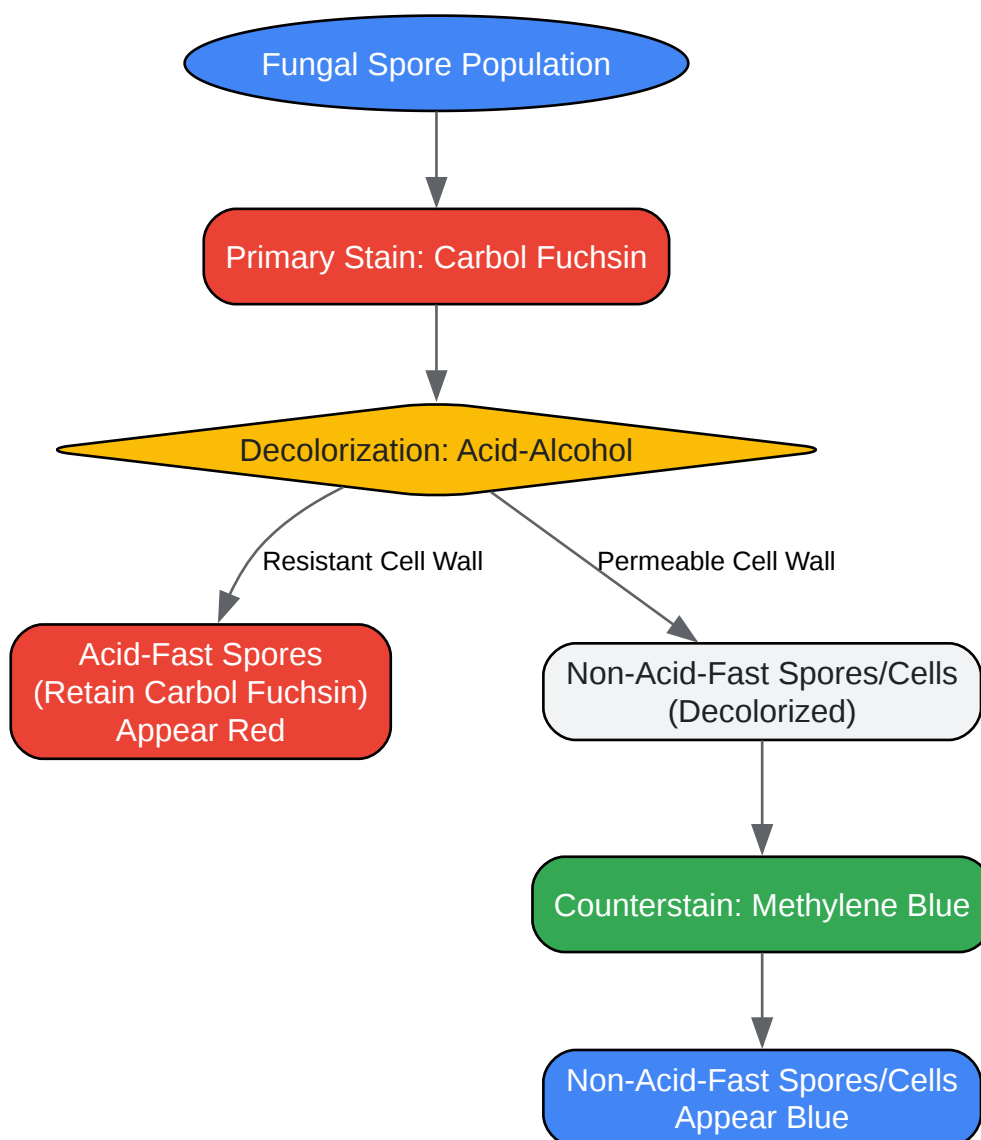 Fungal Spore Population
Primary Stain: Carbol Fuchsin
Decolorization: Acid-Alcohol
Resistant Cell Wall
Permeable Cell Wall
Acid-Fast Spores
(Retain Carbol Fuchsin)
Appear Red
Non-Acid-Fast Spores/Cells
(Decolorized)
Counterstain: Methylene Blue
Non-Acid-Fast Spores/Cells
Appear Blue